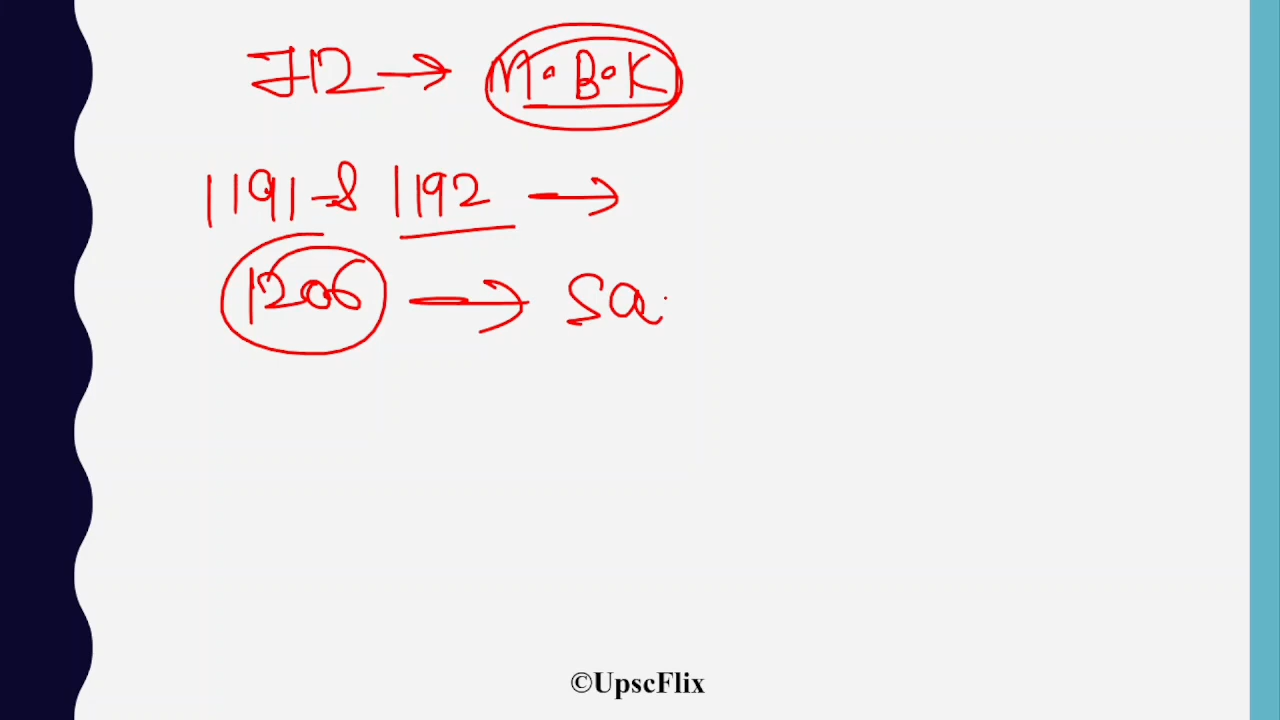 712 → M.B.K
1191 & 1192 →
1206 → Sa
©UpscFlix